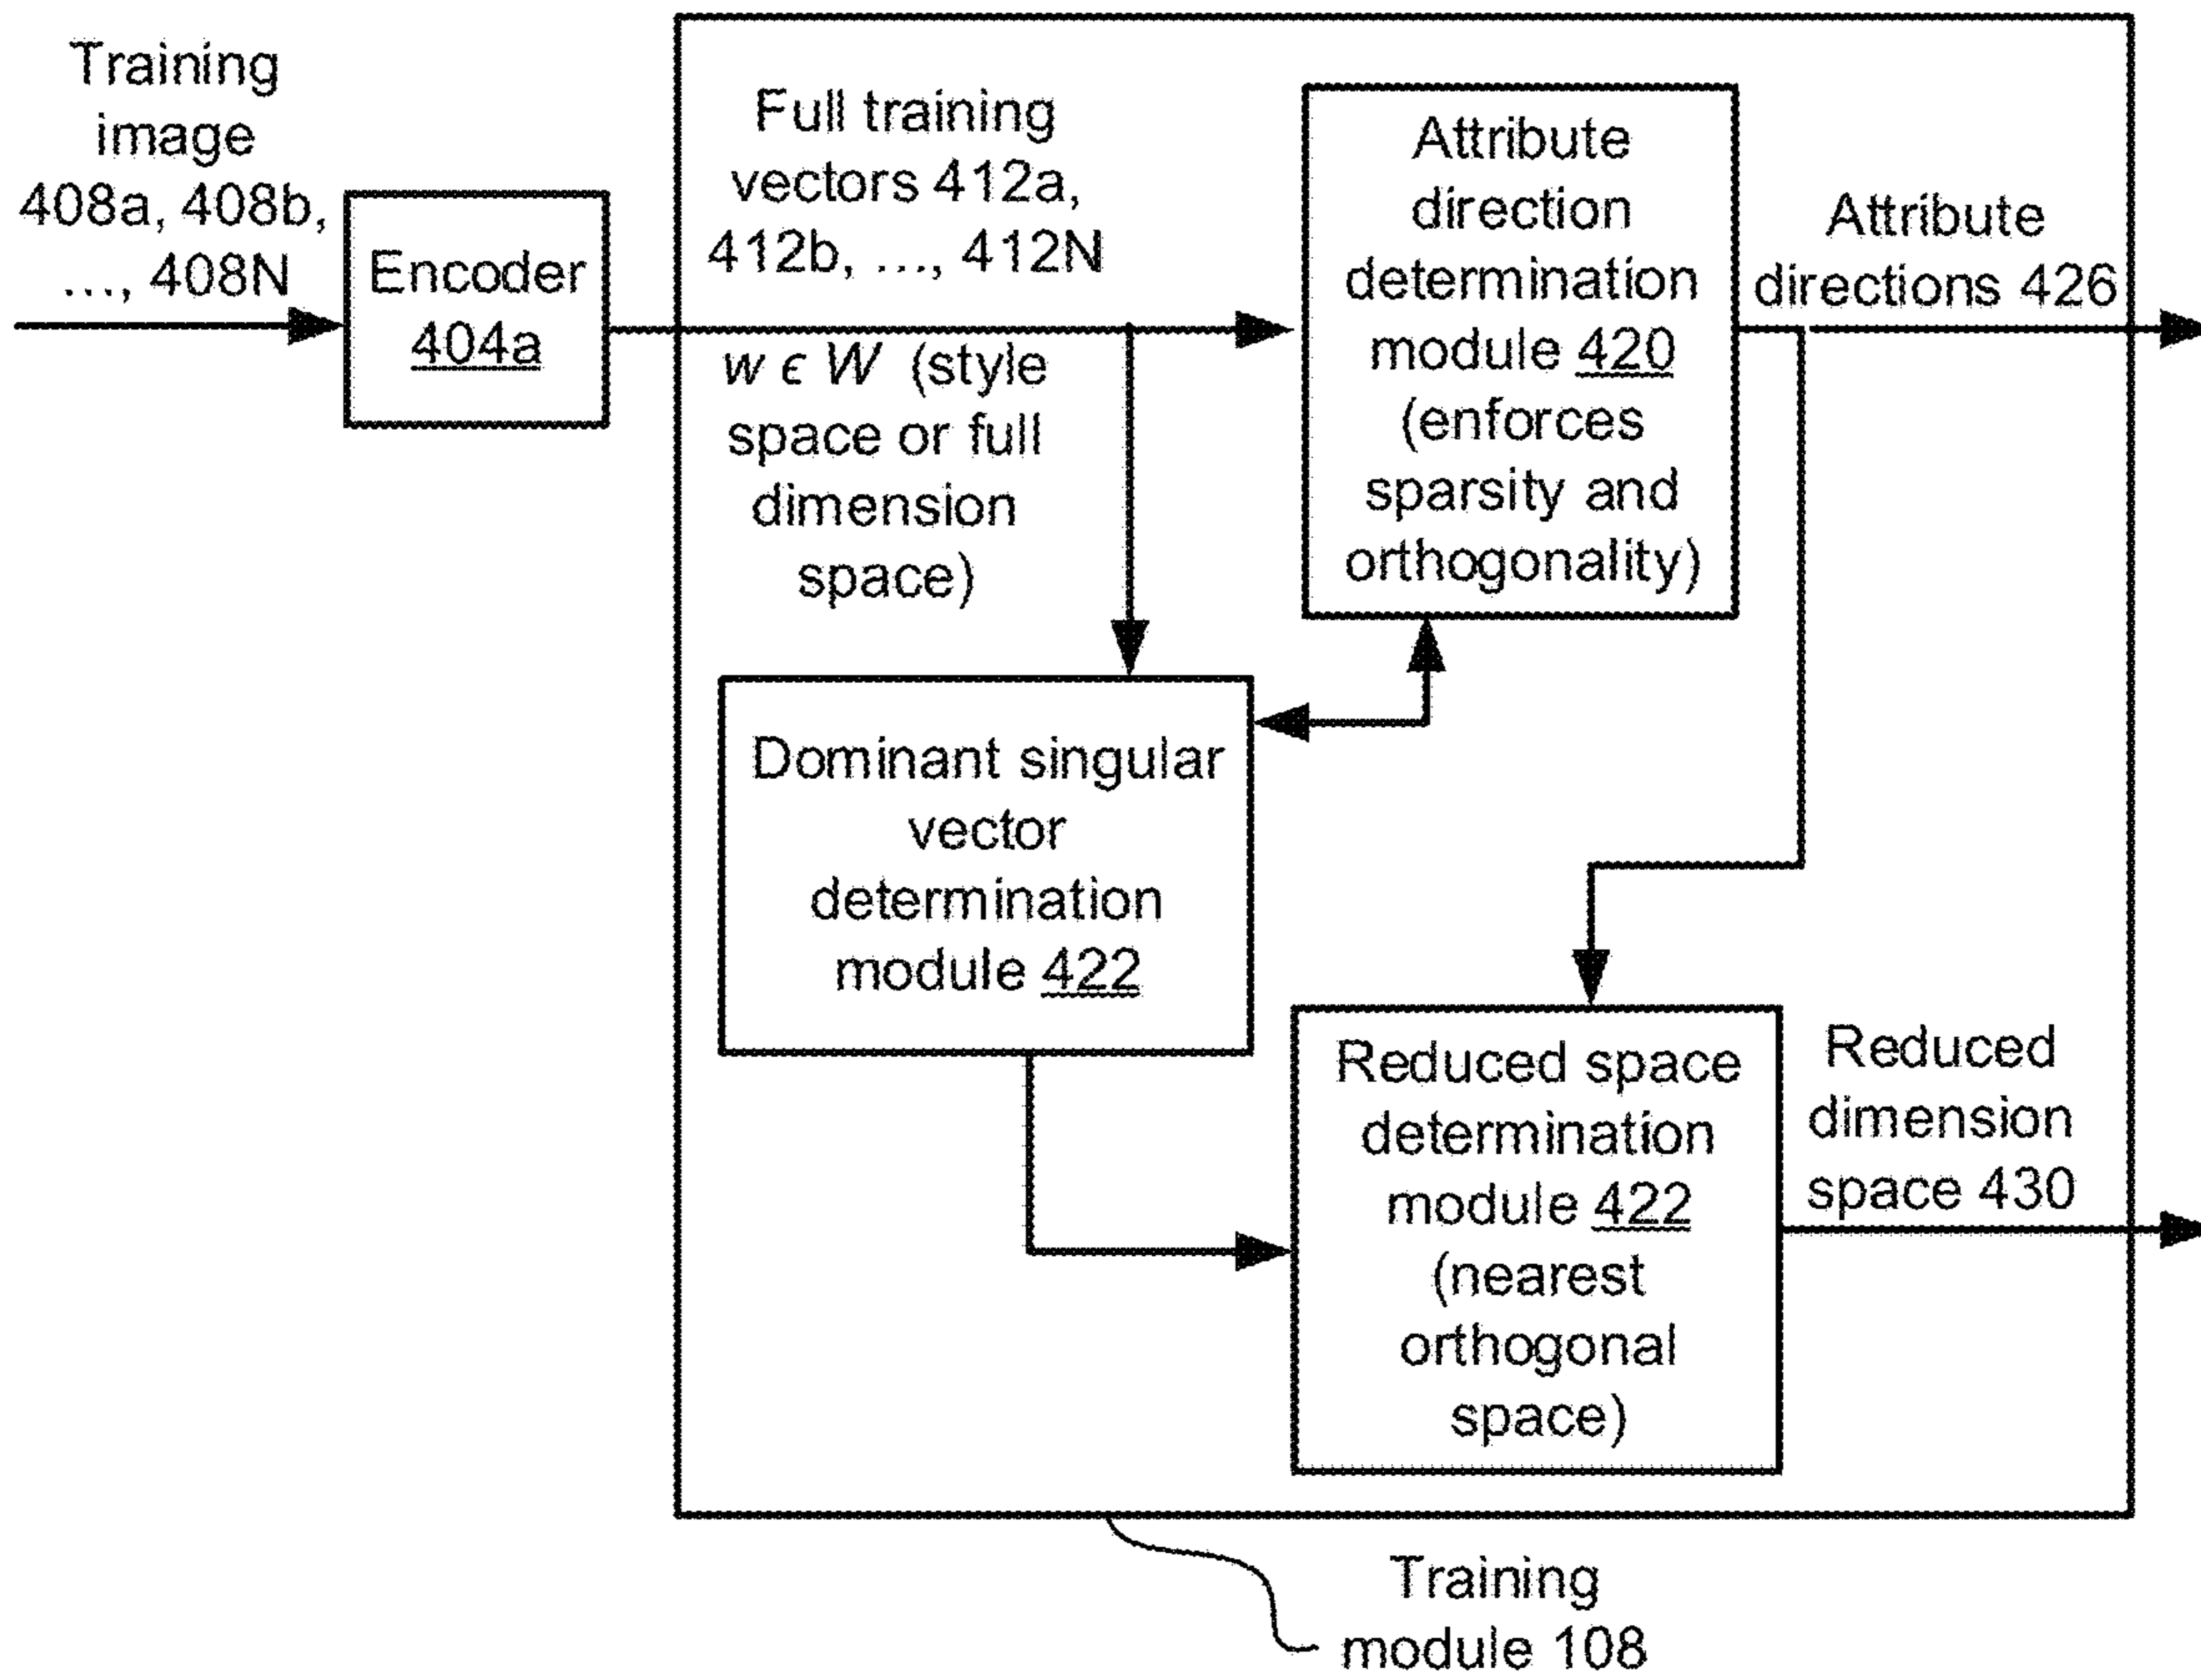 Training
image
408a, 408b,
..., 408N
Encoder
404a
Full training
vectors 412a,
412b, ..., 412N
w ϵ W (style
space or full
dimension
space)
Attribute
direction
determination
module 420
(enforces
sparsity and
orthogonality)
Attribute
directions 426
Dominant singular
vector
determination
module 422
Reduced space
determination
module 422
(nearest
orthogonal
space)
Reduced
dimension
space 430
Training
module 108